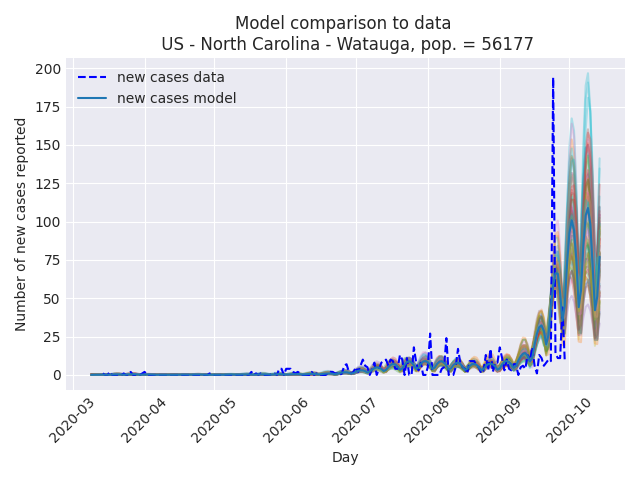 Model comparison to data
US - North Carolina - Watauga, pop. = 56177
new cases data
new cases model
Number of new cases reported
200
175
150
125
100
75
50
25
0
2020-03
2020-04
2020-05
2020-06
2020-07
2020-08
2020-09
2020-10
Day